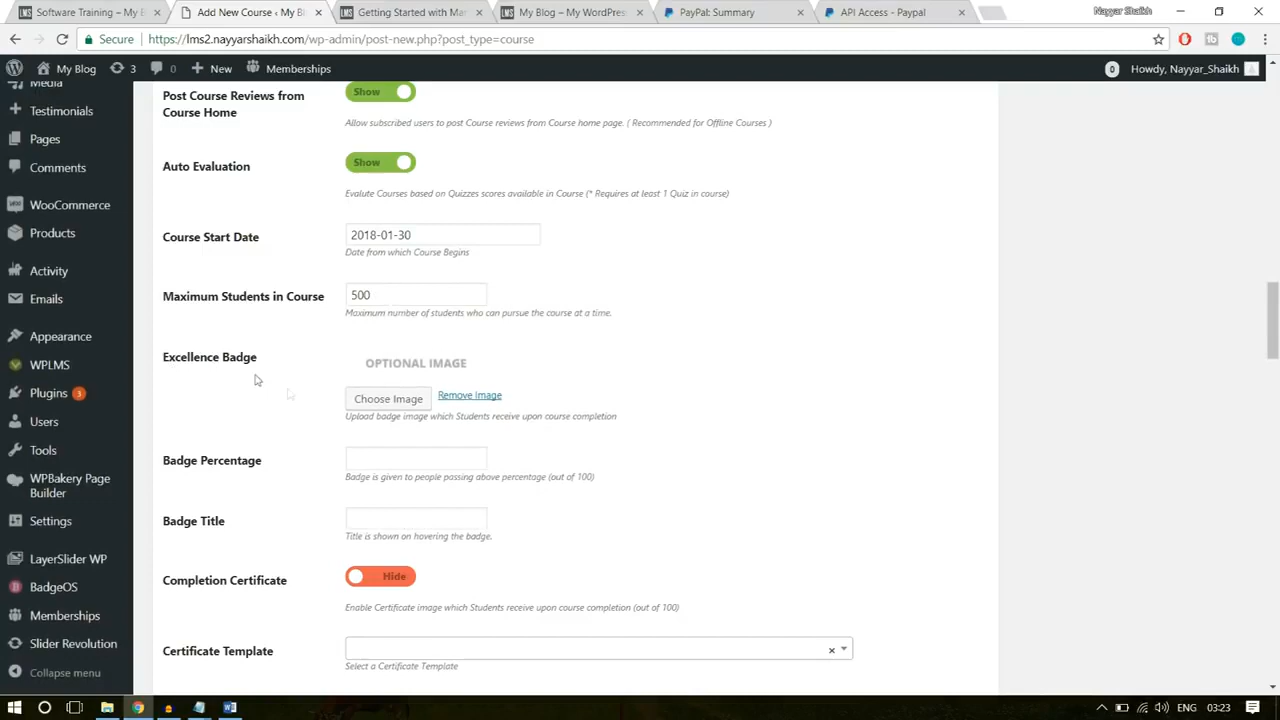 Software Training – My B
Add New Course ‹ My Bl
Getting Started with Mar
My Blog – My WordPress
PayPal: Summary
API Access - Paypal
Nayyar Shaikh
Secure
https://lms2.nayyarshaikh.com/wp-admin/post-new.php?post_type=course
My Blog
3
0
New
Memberships
0
Howdy, Nayyar_Shaikh
Media
Testimonials
Pages
Comments
WooCommerce
Products
Activity
Emails
Appearance
WPLMS
Plugins 3
Users
Tools
WPBakery Page
Builder
Settings
LayerSlider WP
BadgeOS
Memberships
Slider Revolution
Collapse menu
Post Course Reviews from
Course Home
Show
Allow subscribed users to post Course reviews from Course home page. ( Recommended for Offline Courses )
Auto Evaluation
Show
Evalute Courses based on Quizzes scores available in Course (* Requires at least 1 Quiz in course)
Course Start Date
2018-01-30
Date from which Course Begins
Maximum Students in Course
500
Maximum number of students who can pursue the course at a time.
Excellence Badge
OPTIONAL IMAGE
Choose Image
Remove Image
Upload badge image which Students receive upon course completion
Badge Percentage
Badge is given to people passing above percentage (out of 100)
Badge Title
Title is shown on hovering the badge.
Completion Certificate
Hide
Enable Certificate image which Students receive upon course completion (out of 100)
Certificate Template
Select a Certificate Template
ENG
03:23